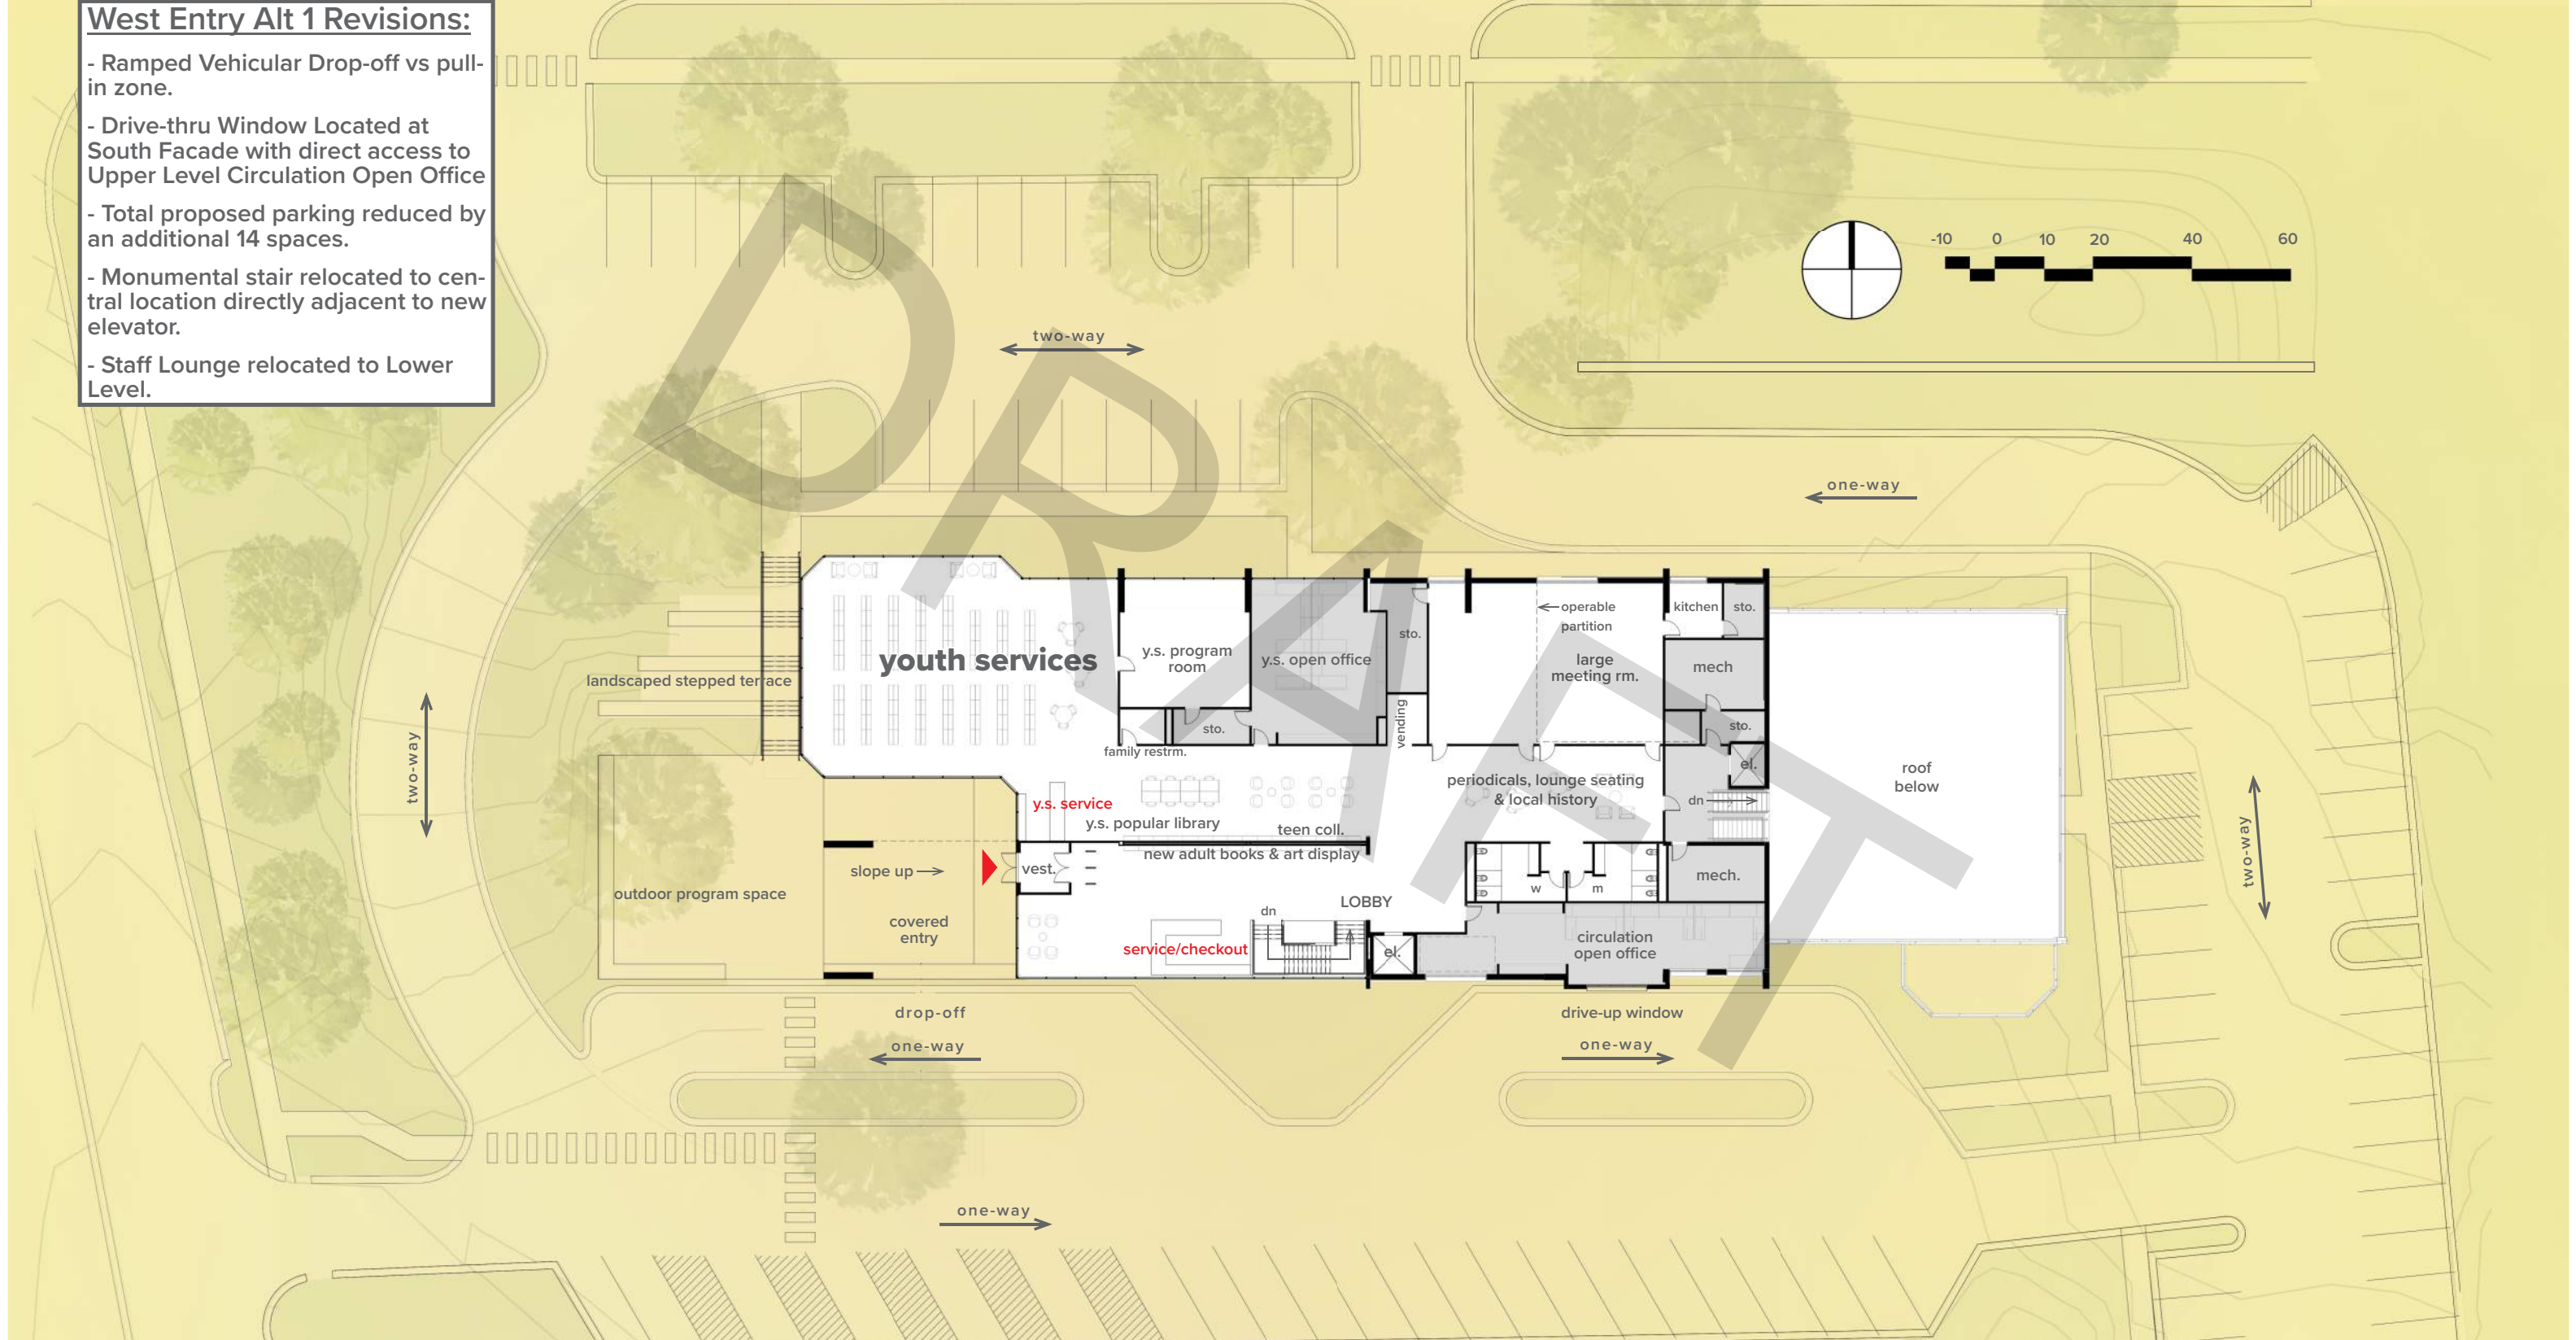 West Entry Alt 1 Revisions:
- Ramped Vehicular Drop-off vs pull-
in zone.
- Drive-thru Window Located at
South Facade with direct access to
Upper Level Circulation Open Office
- Total proposed parking reduced by
an additional 14 spaces.
- Monumental stair relocated to cen-
tral location directly adjacent to new
elevator.
- Staff Lounge relocated to Lower
Level.
-10 0 10 20 40 60
two-way
one-way
DRAFT
operable
partition
kitchen
sto.
sto.
y.s. program
room
y.s. open office
youth services
large
meeting rm.
mech
landscaped stepped terrace
vending
sto.
sto.
family restrm.
el.
roof
below
two-way
periodicals, lounge seating
& local history
dn
y.s. service
y.s. popular library
teen coll.
new adult books & art display
two-way
vest.
slope up
mech.
outdoor program space
w
m
LOBBY
dn
covered
entry
service/checkout
el.
circulation
open office
drop-off
drive-up window
one-way
one-way
one-way